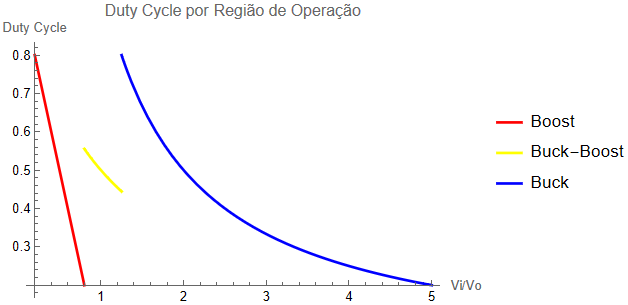 Duty Cycle por Região de Operação
Duty Cycle
0.8
0.7
0.6
0.5
0.4
0.3
1
2
3
4
5
Vi/Vo
Boost
Buck−Boost
Buck